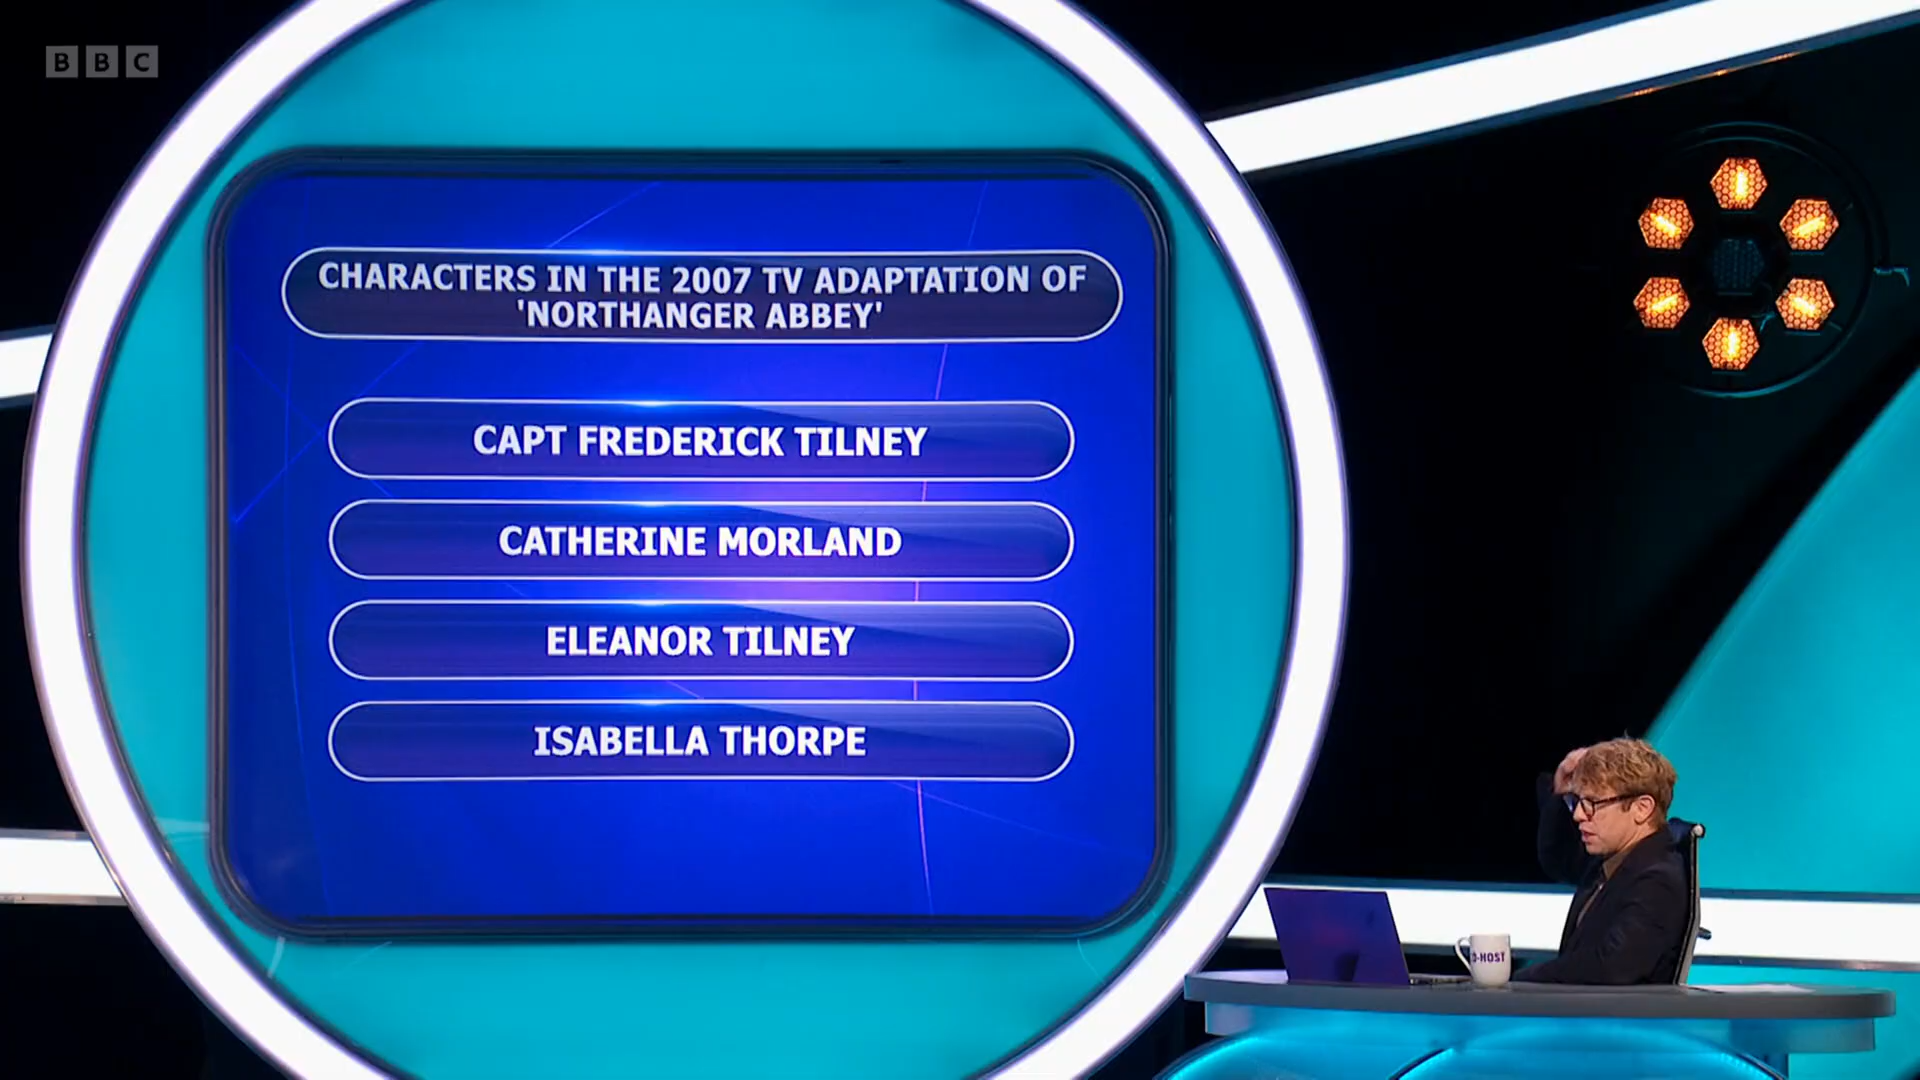 BBC
CHARACTERS IN THE 2007 TV ADAPTATION OF
'NORTHANGER ABBEY'
CAPT FREDERICK TILNEY
CATHERINE MORLAND
ELEANOR TILNEY
ISABELLA THORPE
-HOST